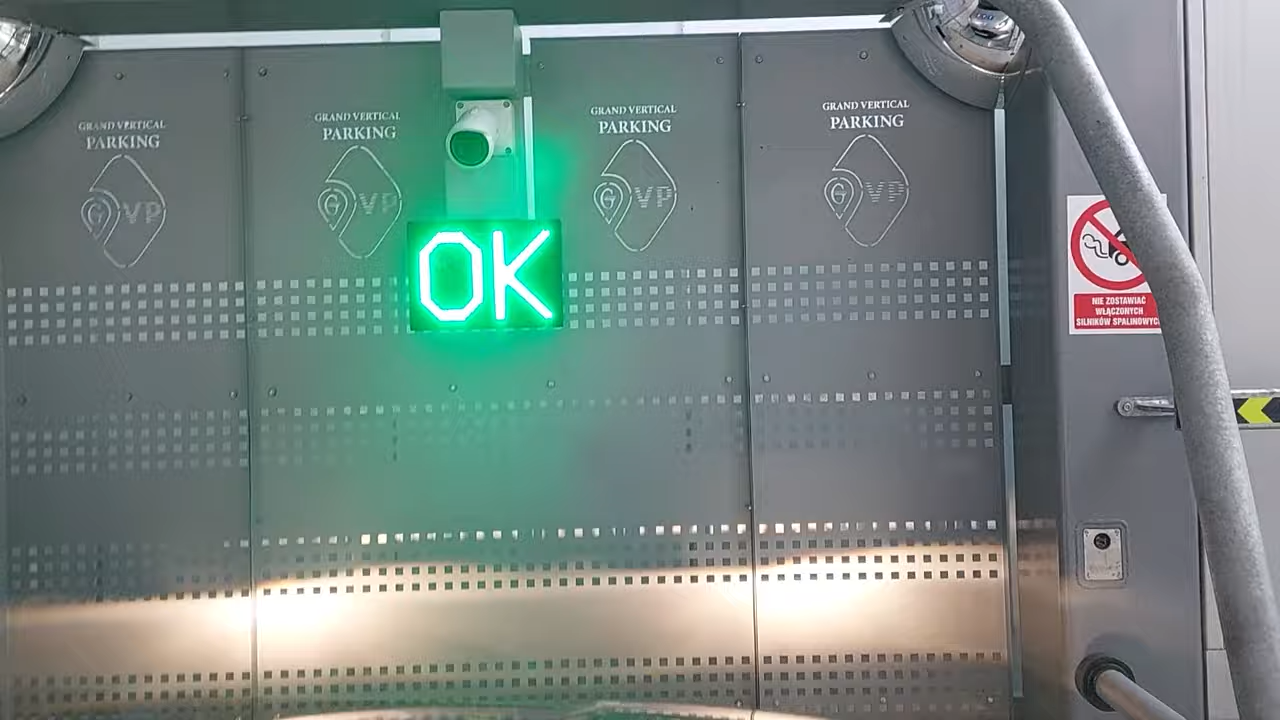 GRAND VERTICAL
PARKING
GVP
GRAND VERTICAL
PARKING
GVP
GRAND VERTICAL
PARKING
GVP
GRAND VERTICAL
PARKING
GVP
OK
NIE ZOSTAWIAĆ
WŁĄCZONYCH
SILNIKÓW SPALINOWYCH